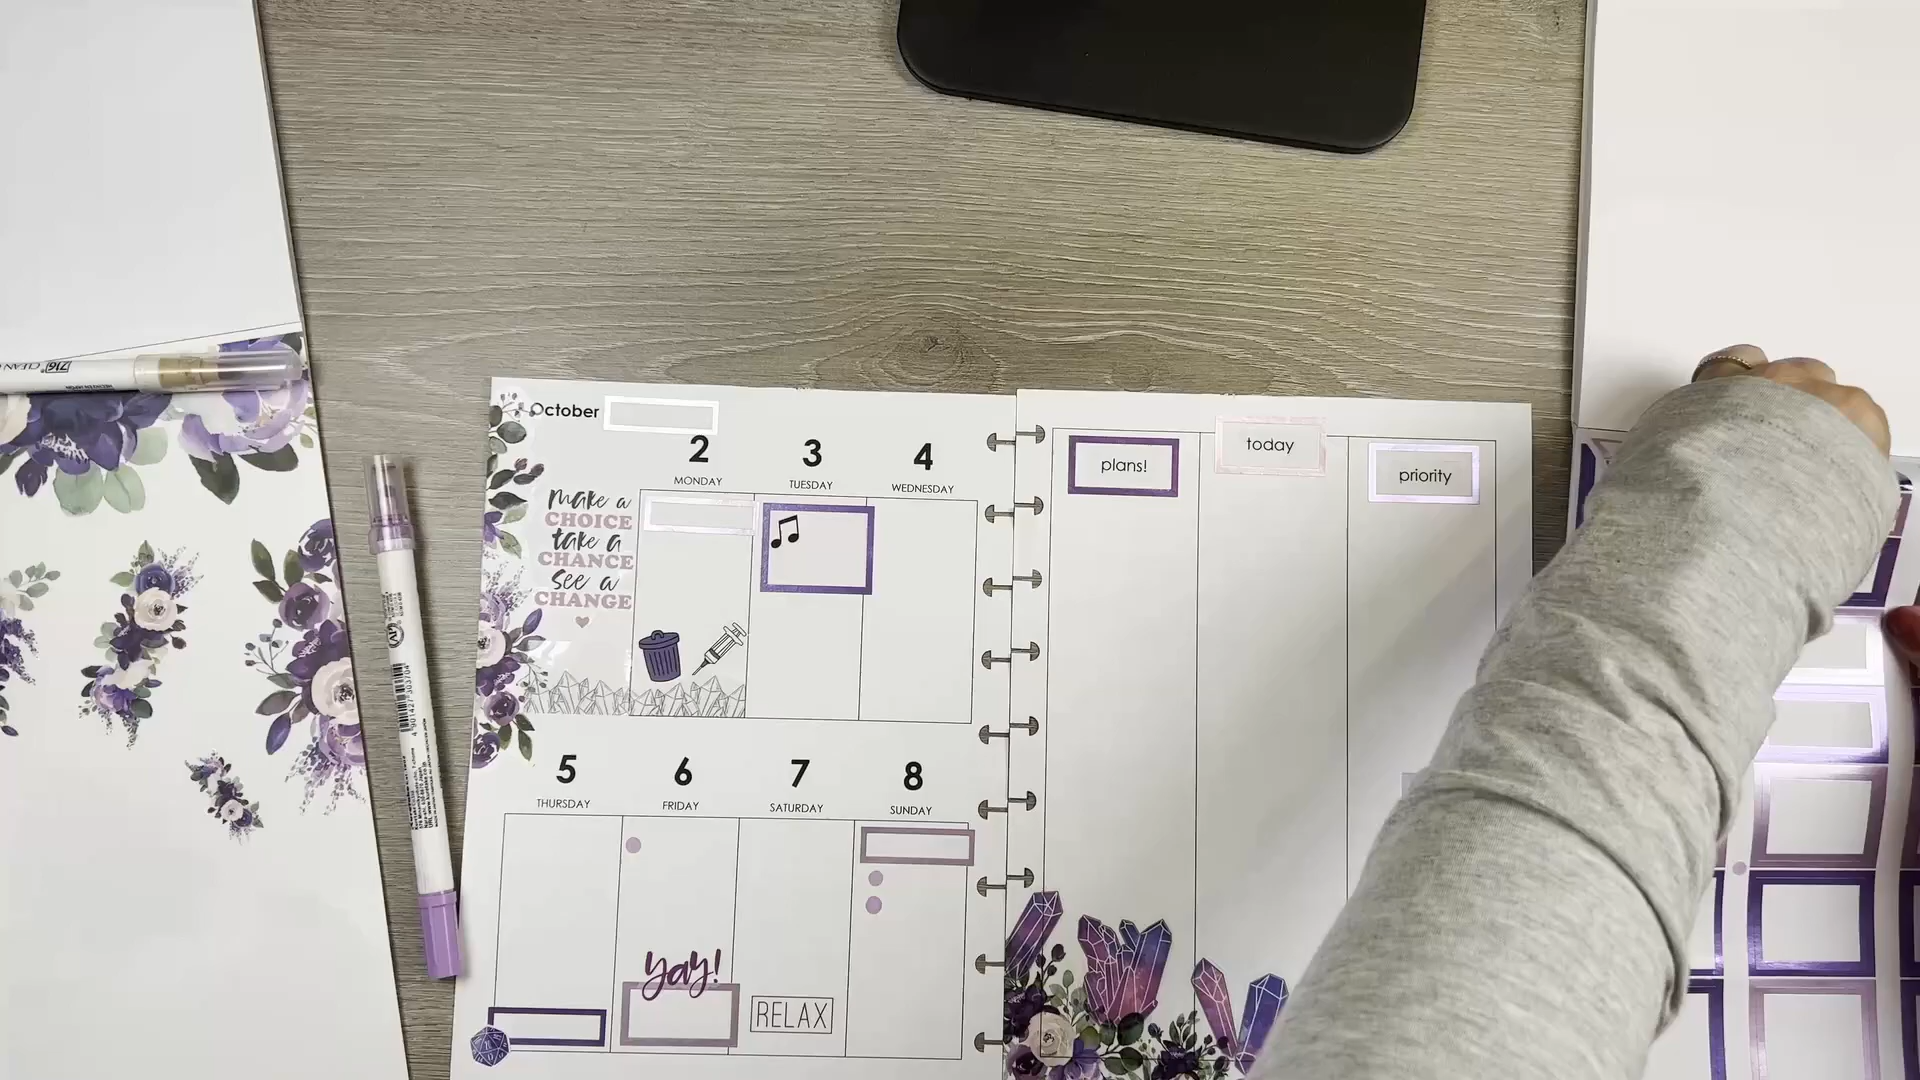 October
2
MONDAY
3
TUESDAY
4
WEDNESDAY
make a
CHOICE
take a
CHANCE
see a
CHANGE
5
THURSDAY
6
FRIDAY
7
SATURDAY
8
SUNDAY
yay!
RELAX
plans!
today
priority
ZIG